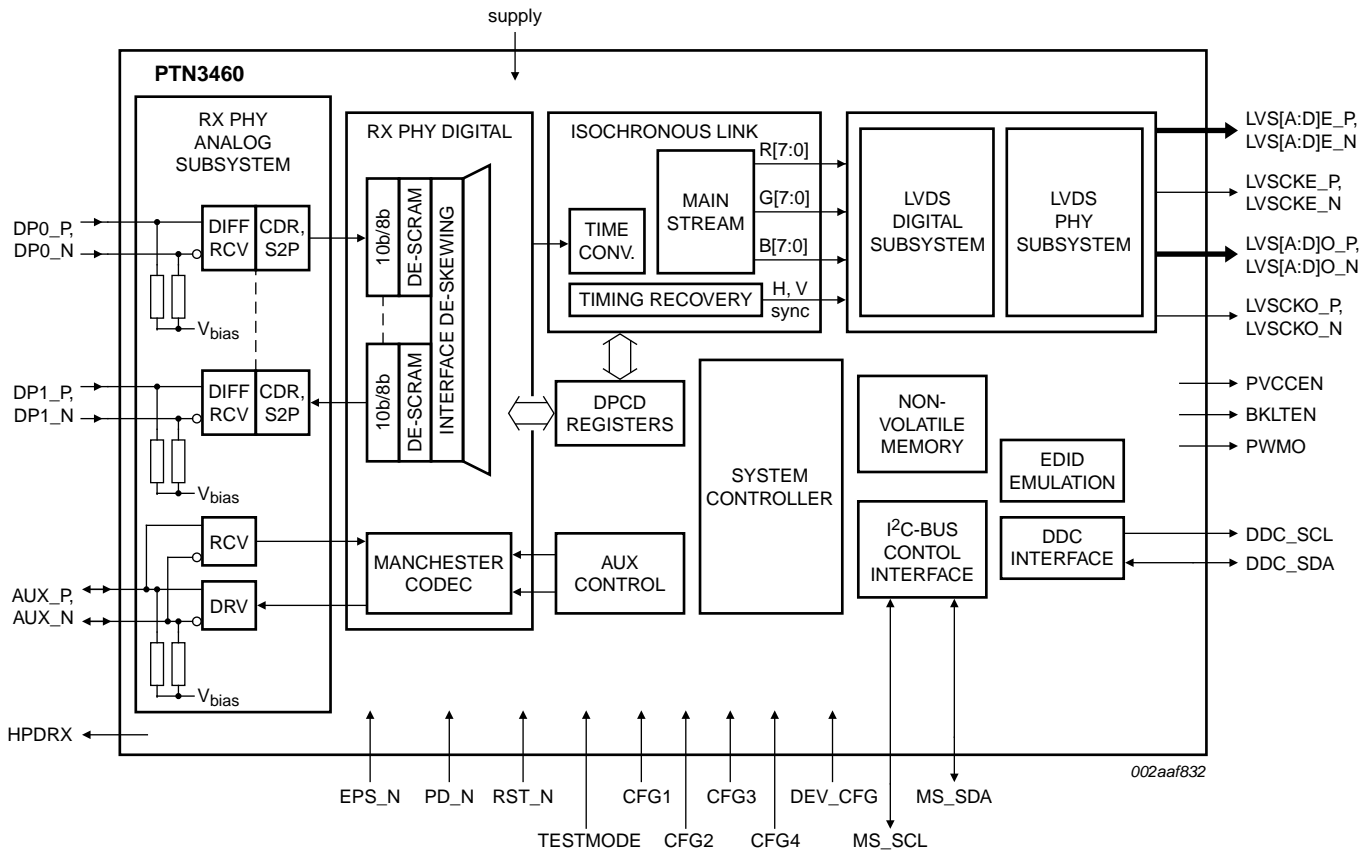 supply
PTN3460
RX PHY
ANALOG
SUBSYSTEM
DP0_P,
DP0_N
DIFF
RCV
CDR,
S2P
Vbias
DP1_P,
DP1_N
DIFF
RCV
CDR,
S2P
Vbias
RCV
AUX_P,
AUX_N
DRV
Vbias
HPDRX
RX PHY DIGITAL
10b/8b
DE-SCRAM
10b/8b
DE-SCRAM
INTERFACE DE-SKEWING
MANCHESTER
CODEC
ISOCHRONOUS LINK
TIME
CONV.
MAIN
STREAM
R[7:0]
G[7:0]
B[7:0]
TIMING RECOVERY
H, V
sync
DPCD
REGISTERS
AUX
CONTROL
SYSTEM
CONTROLLER
LVDS
DIGITAL
SUBSYSTEM
LVDS
PHY
SUBSYSTEM
NON-
VOLATILE
MEMORY
EDID
EMULATION
I2C-BUS
CONTOL
INTERFACE
DDC
INTERFACE
LVS[A:D]E_P,
LVS[A:D]E_N
LVSCKE_P,
LVSCKE_N
LVS[A:D]O_P,
LVS[A:D]O_N
LVSCKO_P,
LVSCKO_N
PVCCEN
BKLTEN
PWMO
DDC_SCL
DDC_SDA
002aaf832
EPS_N
PD_N
RST_N
TESTMODE
CFG1
CFG2
CFG3
CFG4
DEV_CFG
MS_SCL
MS_SDA